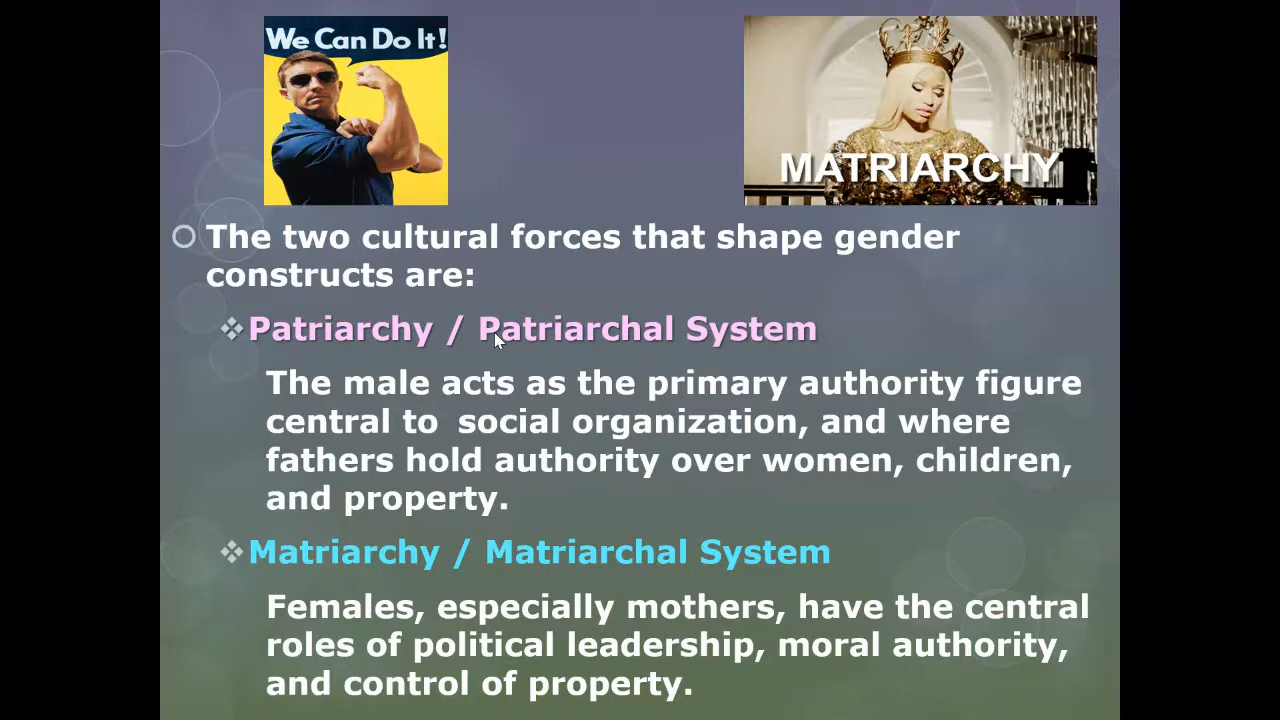 We Can Do It!
MATRIARCHY
The two cultural forces that shape gender
constructs are:
Patriarchy / Patriarchal System
The male acts as the primary authority figure
central to social organization, and where
fathers hold authority over women, children,
and property.
Matriarchy / Matriarchal System
Females, especially mothers, have the central
roles of political leadership, moral authority,
and control of property.